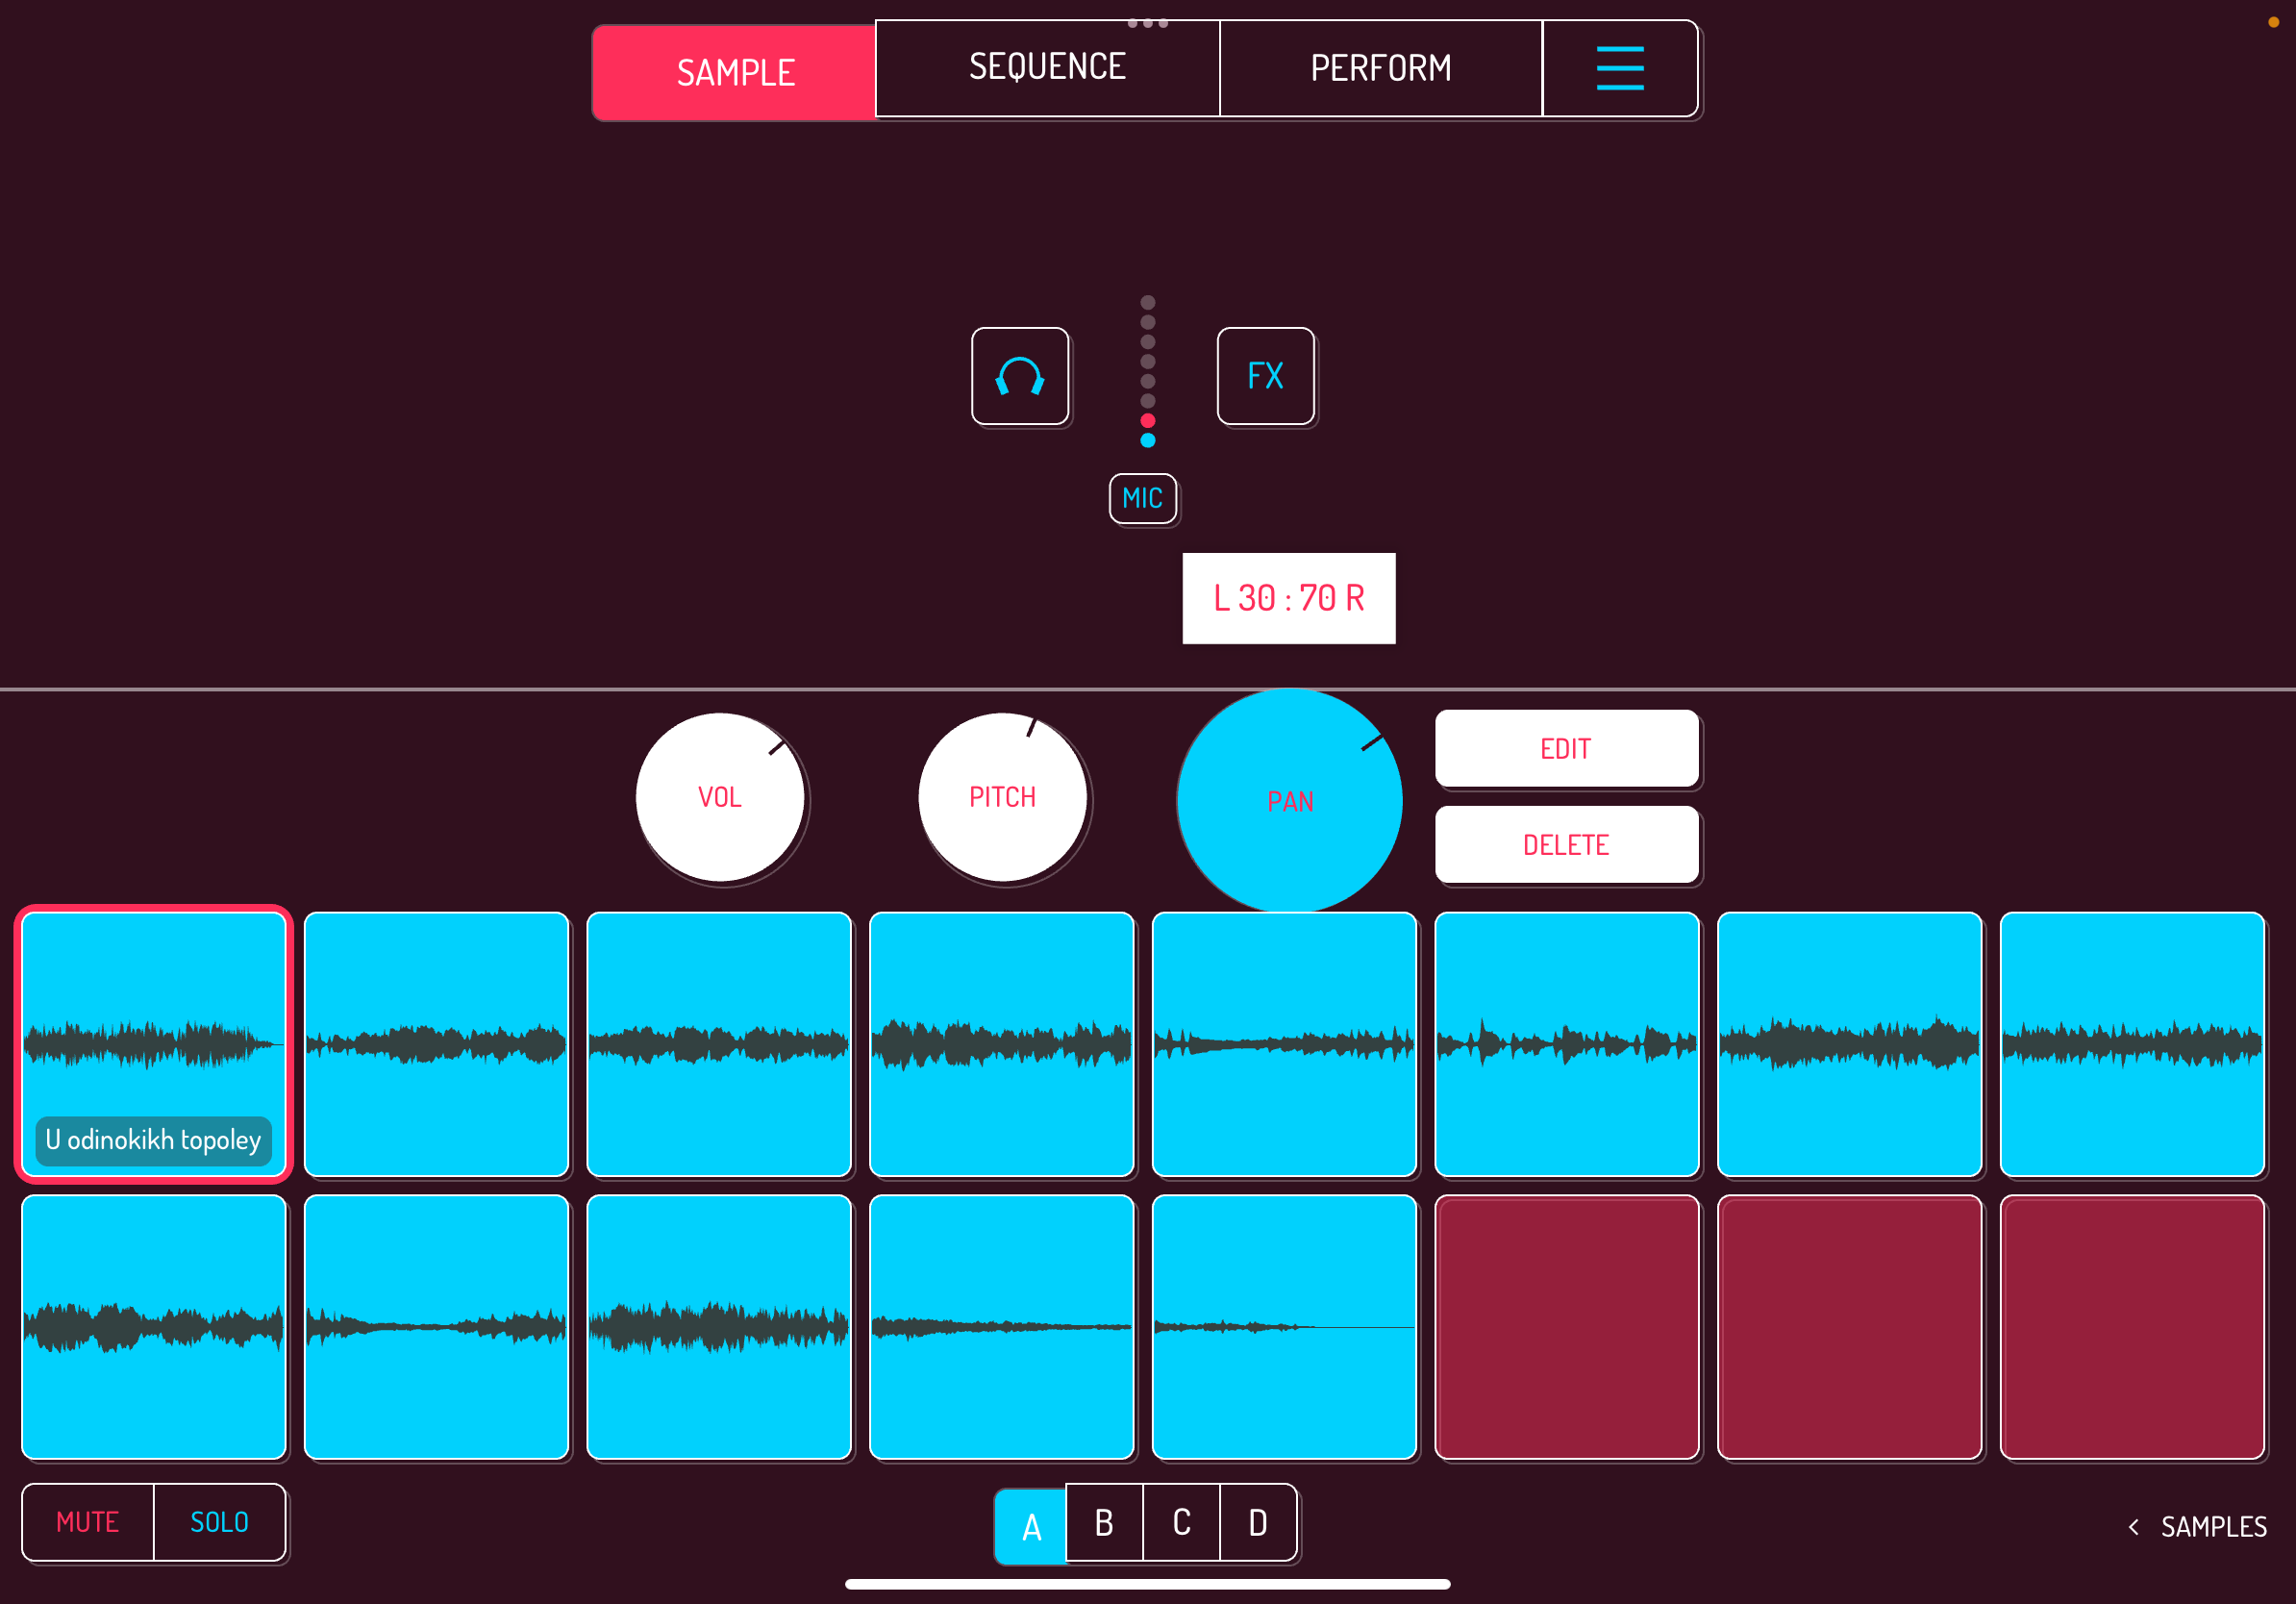 SAMPLE
SEQUENCE
PERFORM
FX
MIC
L 30 : 70 R
VOL
PITCH
PAN
EDIT
DELETE
U odinokikh topoley
MUTE
SOLO
A
B
C
D
< SAMPLES